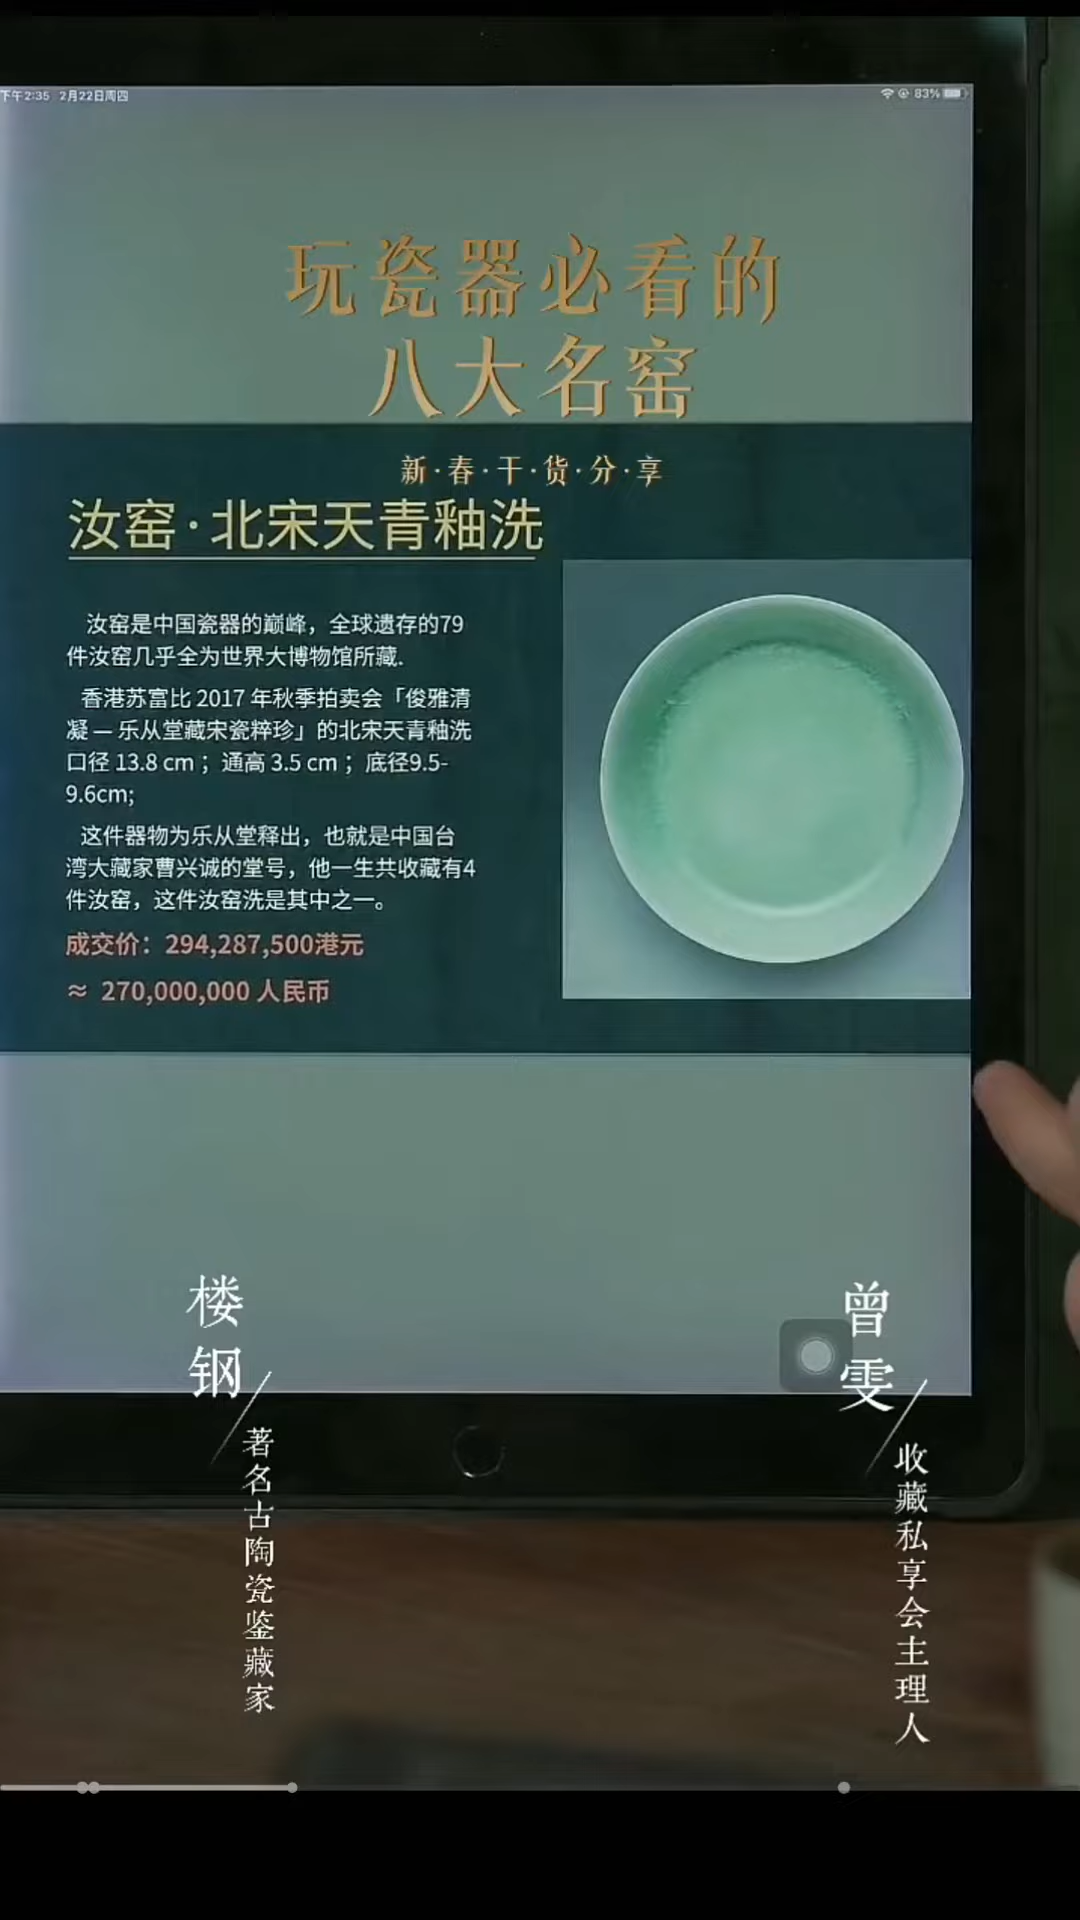 下午2:35 2月22日周四
83%
玩瓷器必看的
八大名窑
新·春·干·货·分·享
汝窑·北宋天青釉洗
汝窑是中国瓷器的巅峰，全球遗存的79
件汝窑几乎全为世界大博物馆所藏.
香港苏富比 2017 年秋季拍卖会「俊雅清
凝 — 乐从堂藏宋瓷粹珍」的北宋天青釉洗
口径 13.8 cm ；通高 3.5 cm ；底径9.5-
9.6cm;
这件器物为乐从堂释出，也就是中国台
湾大藏家曹兴诚的堂号，他一生共收藏有4
件汝窑，这件汝窑洗是其中之一。
成交价：294,287,500港元
≈ 270,000,000 人民币
楼钢
著名古陶瓷鉴藏家
曾雯
收藏私享会主理人